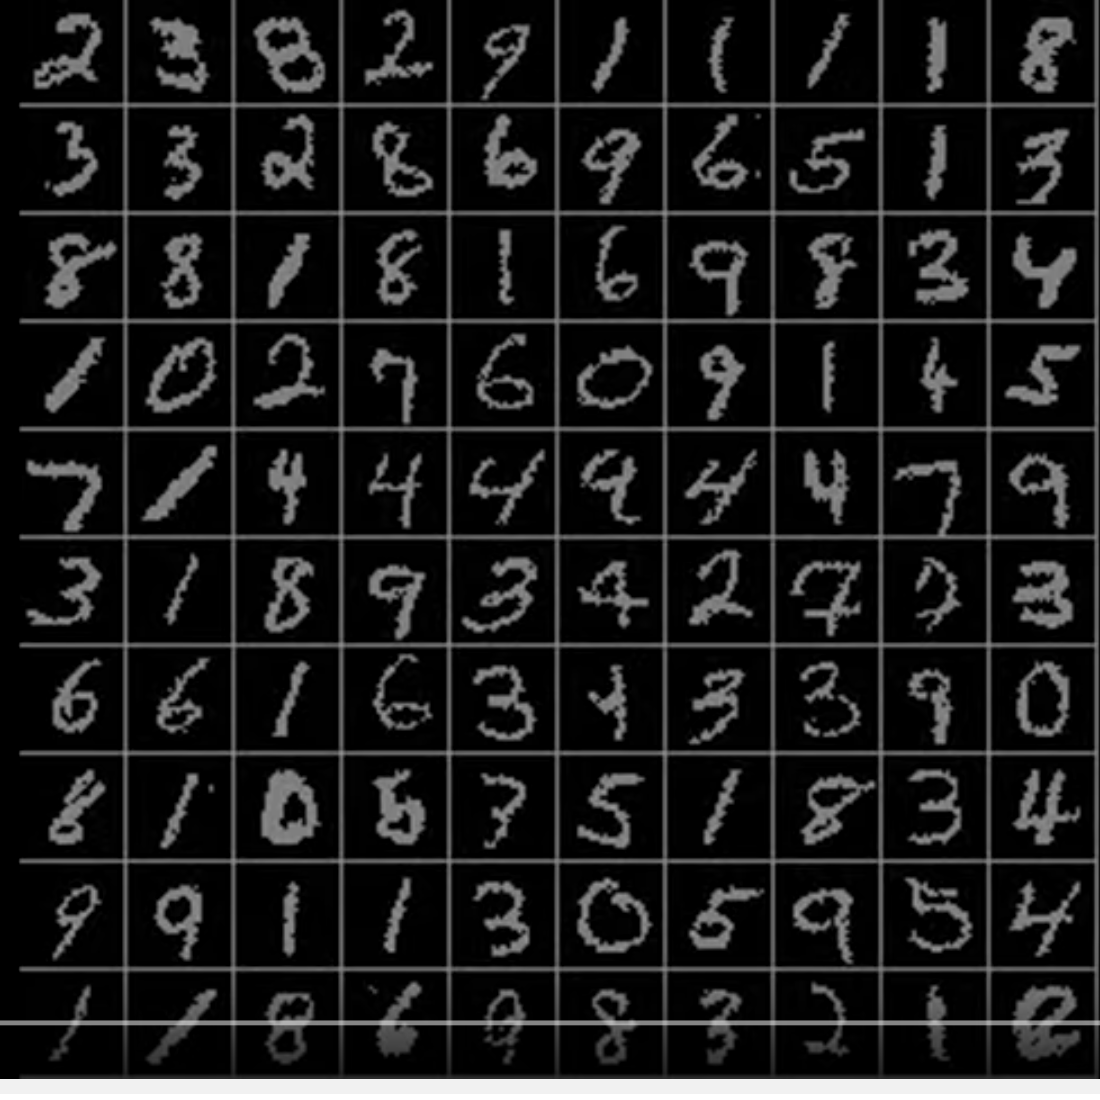 2 3 8 2 9 1 1 1 1 8
3 3 2 8 6 9 6 5 1 3
8 8 1 8 1 6 9 8 3 4
1 0 2 7 6 0 9 1 4 5
7 1 4 4 4 9 4 4 7 9
3 1 8 9 3 4 2 7 3
6 6 1 6 3 4 3 3 9 0
8 1 0 8 7 5 1 8 3 4
9 9 1 1 3 0 5 9 5 4
1 1 8 6 9 8 3 2 1